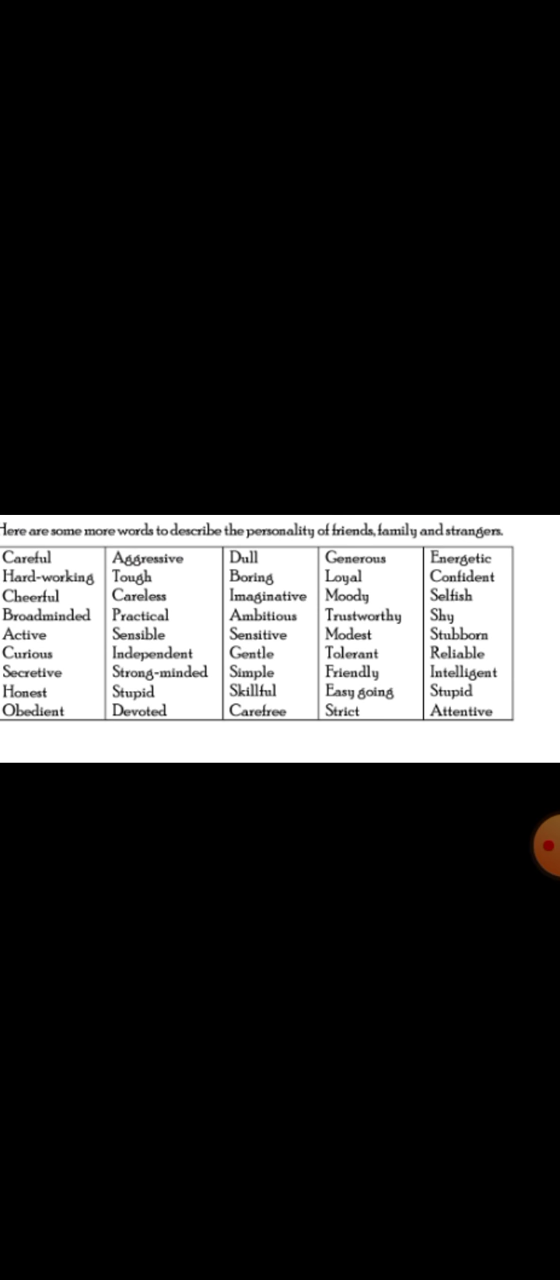 Here are some more words to describe the personality of friends, family and strangers.
Careful Aggressive Dull Generous Energetic
Hard-working Tough Boring Loyal Confident
Cheerful Careless Imaginative Moody Selfish
Broadminded Practical Ambitious Trustworthy Shy
Active Sensible Sensitive Modest Stubborn
Curious Independent Gentle Tolerant Reliable
Secretive Strong-minded Simple Friendly Intelligent
Honest Stupid Skillful Easy going Stupid
Obedient Devoted Carefree Strict Attentive